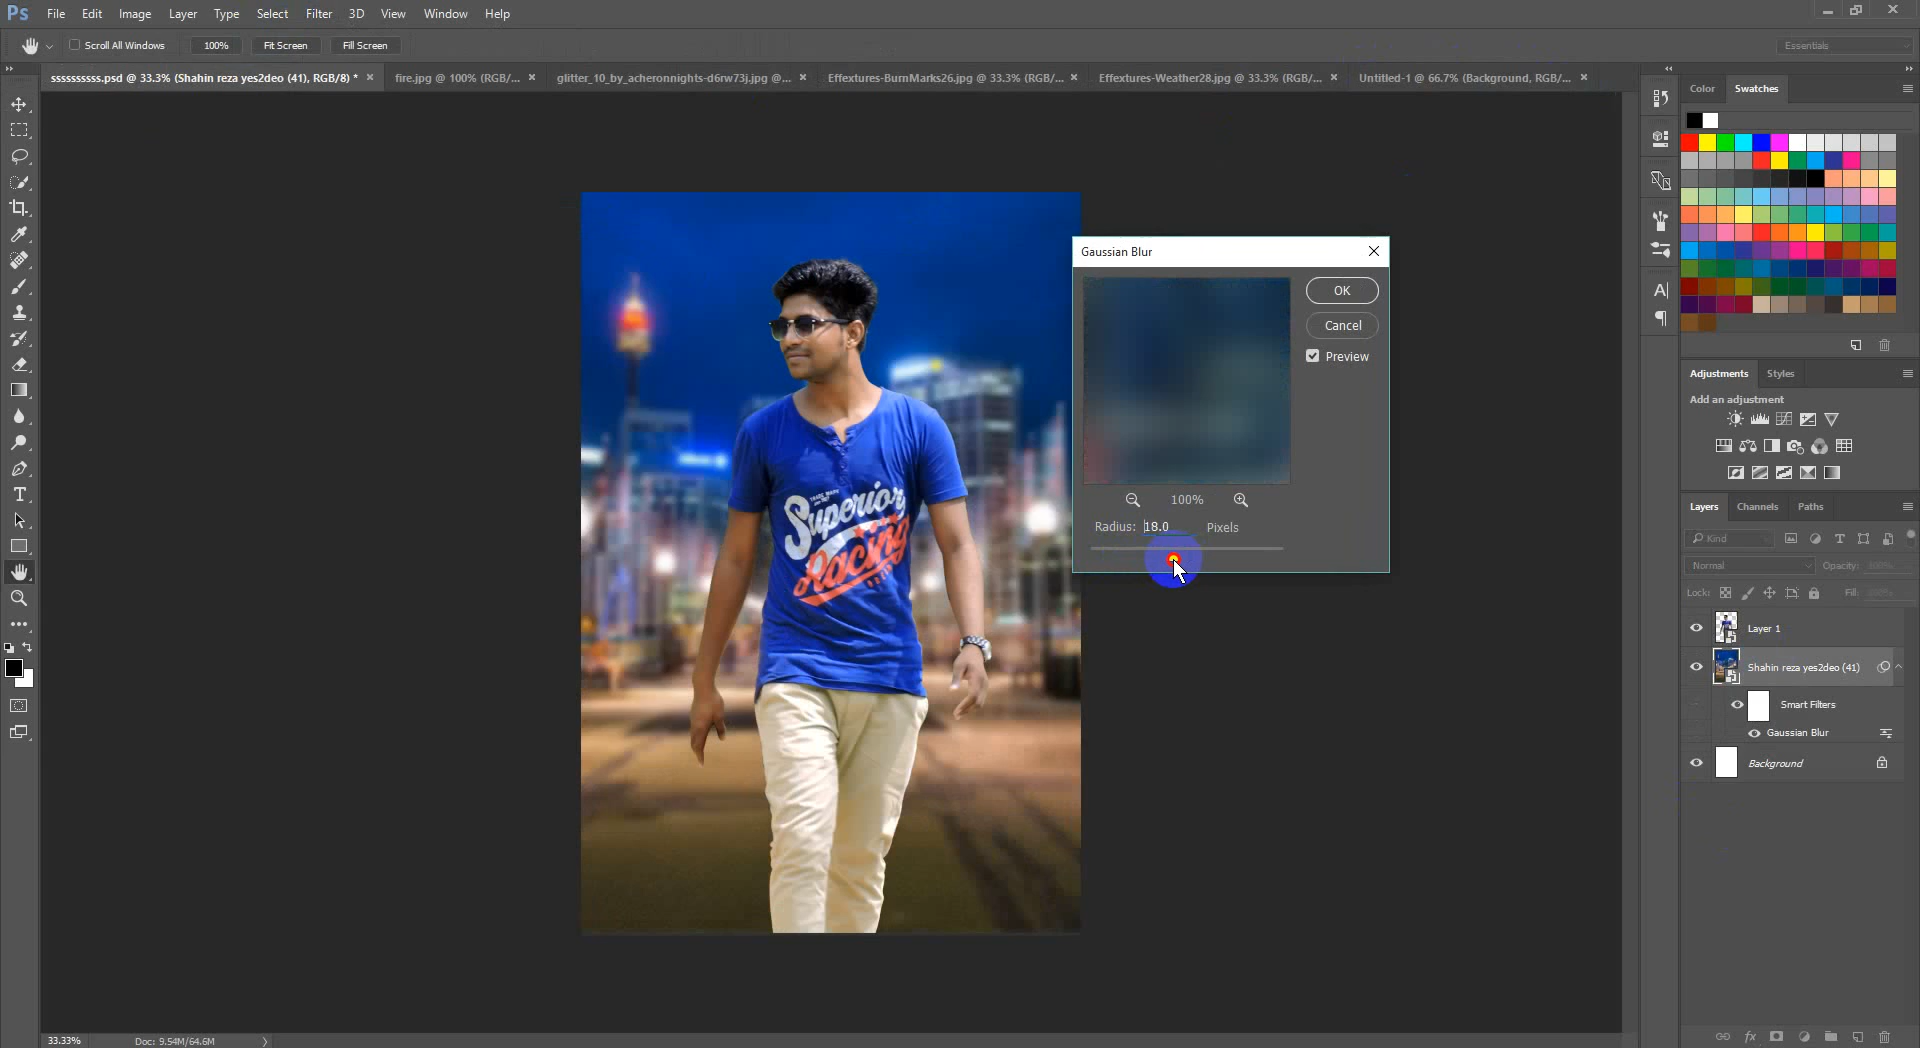 Ps File Edit Image Layer Type Select Filter 3D View Window Help
Scroll All Windows 100% Fit Screen Fill Screen Essentials
ssssssssss.psd @ 33.3% (Shahin reza yes2deo (41), RGB/8) * × fire.jpg @ 100% (RGB/... × glitter_10_by_acheronnights-d6rw73j.jpg @... × Effextures-BurnMarks26.jpg @ 33.3% (RGB/... × Effextures-Weather28.jpg @ 33.3% (RGB/... × Untitled-1 @ 66.7% (Background, RGB/... ×
Color Swatches
Gaussian Blur
OK
Cancel
Preview
100%
Radius: 18.0 Pixels
Superior
Racing
Adjustments Styles
Add an adjustment
Layers Channels Paths
Kind
Normal Opacity: 100%
Lock: Fill: 100%
Layer 1
Shahin reza yes2deo (41)
Smart Filters
Gaussian Blur
Background
33.33% Doc: 9.54M/64.6M